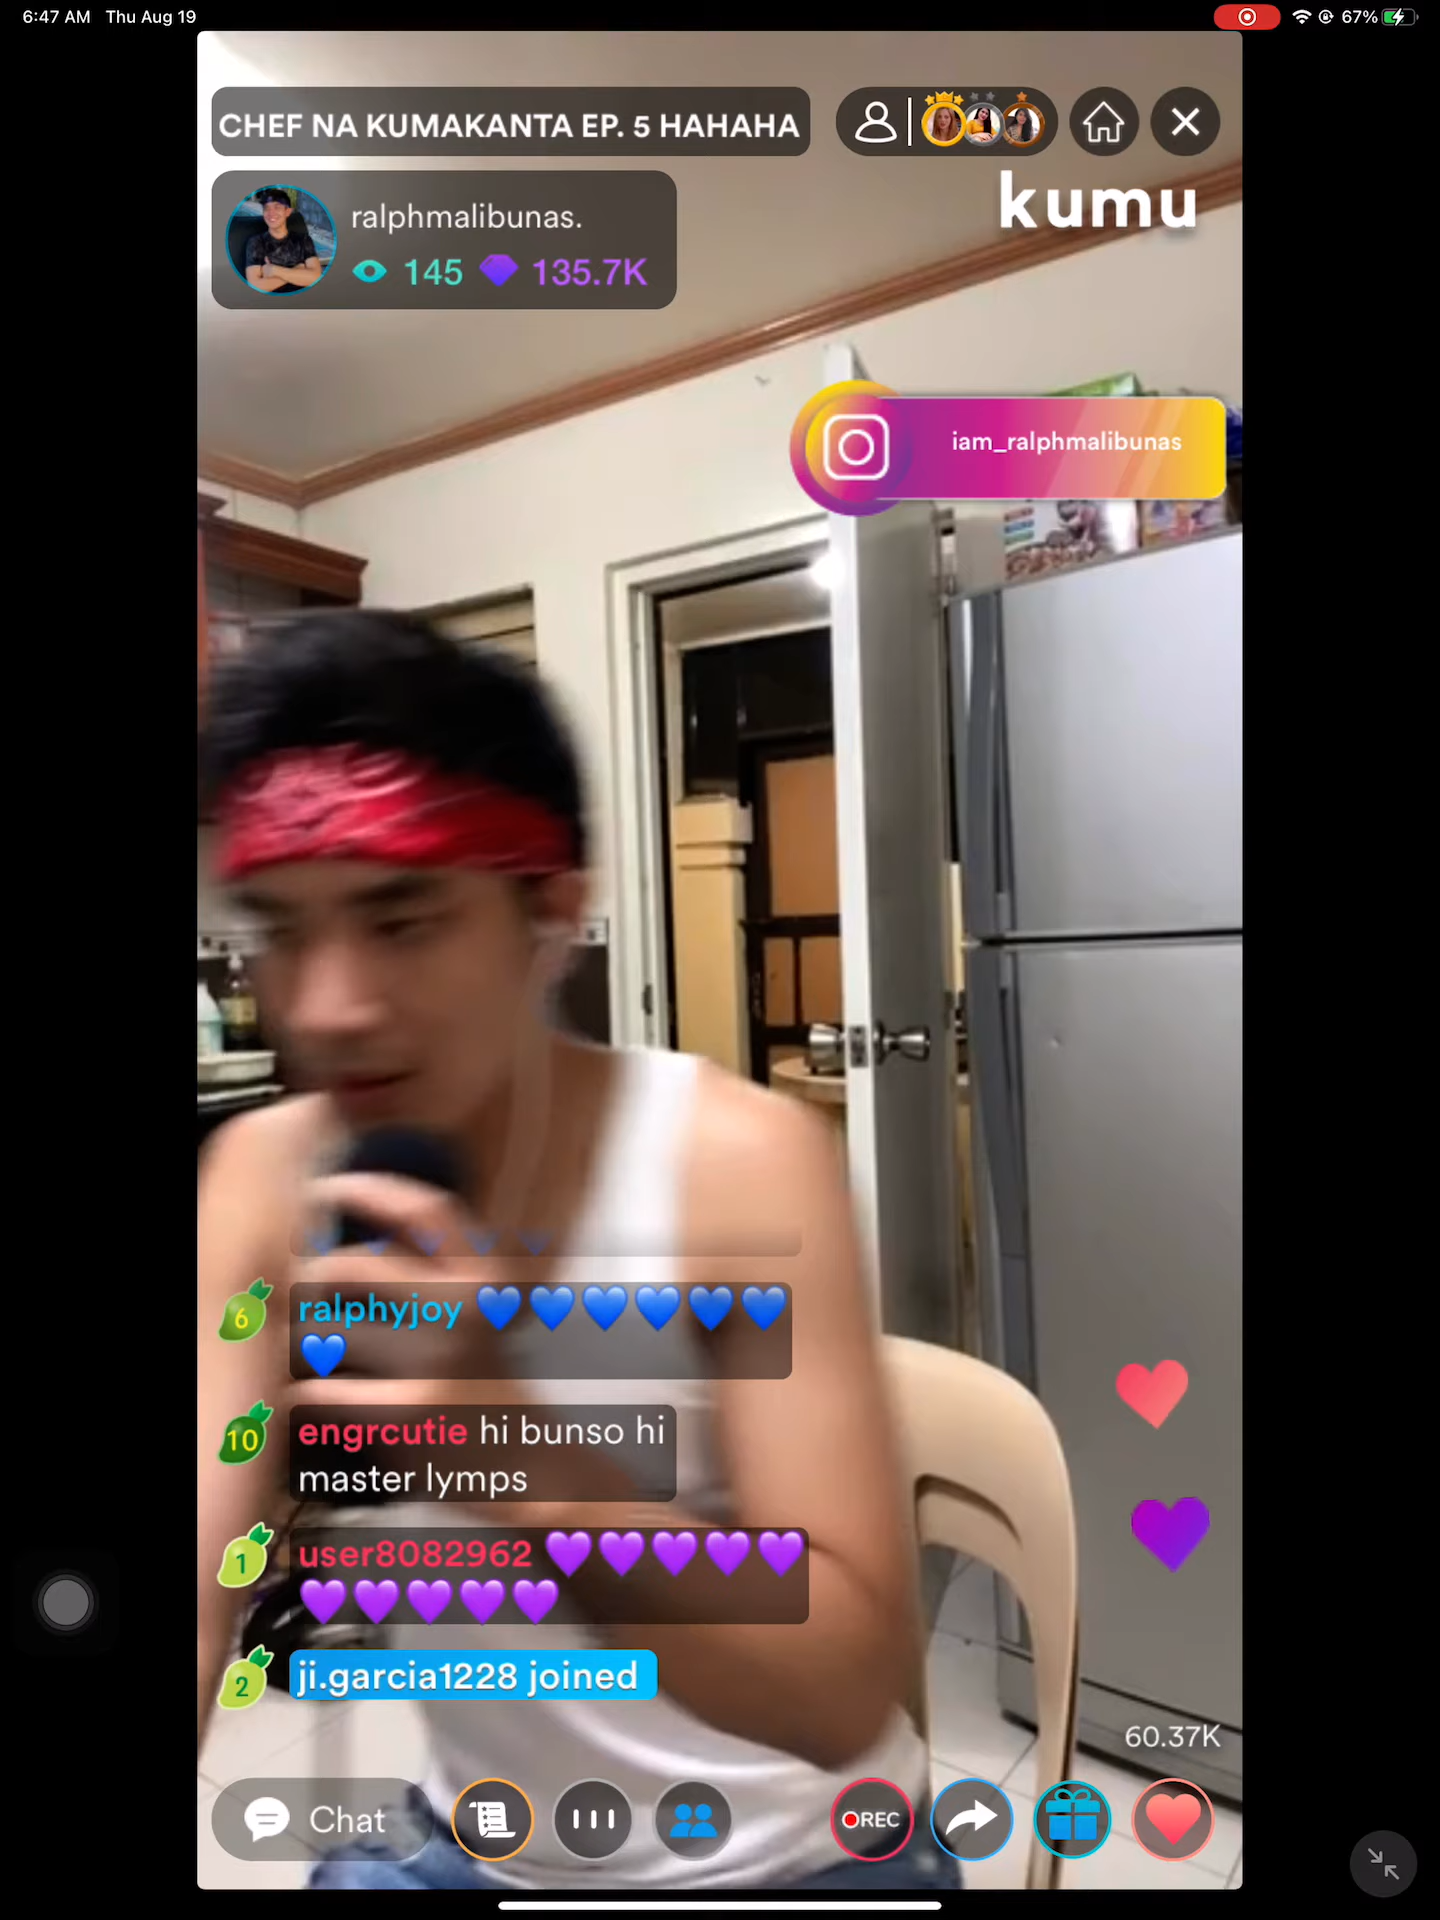 6:47 AM Thu Aug 19
67%
CHEF NA KUMAKANTA EP. 5 HAHAHA
ralphmalibunas.
145 135.7K
kumu
iam_ralphmalibunas
6 ralphyjoy 💙💙💙💙💙💙
💙
10 engrcutie hi bunso hi
master lymps
1 user8082962 💜💜💜💜💜
💜💜💜💜💜
2 ji.garcia1228 joined
60.37K
Chat
REC